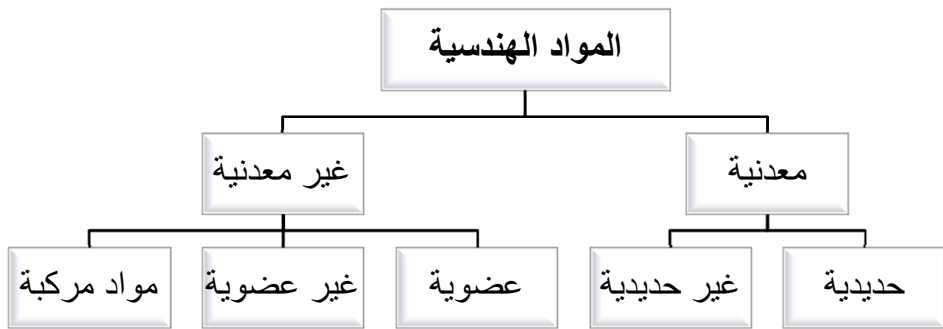 المواد الهندسية
معدنية
غير معدنية
حديدية
غير حديدية
عضوية
غير عضوية
مواد مركبة